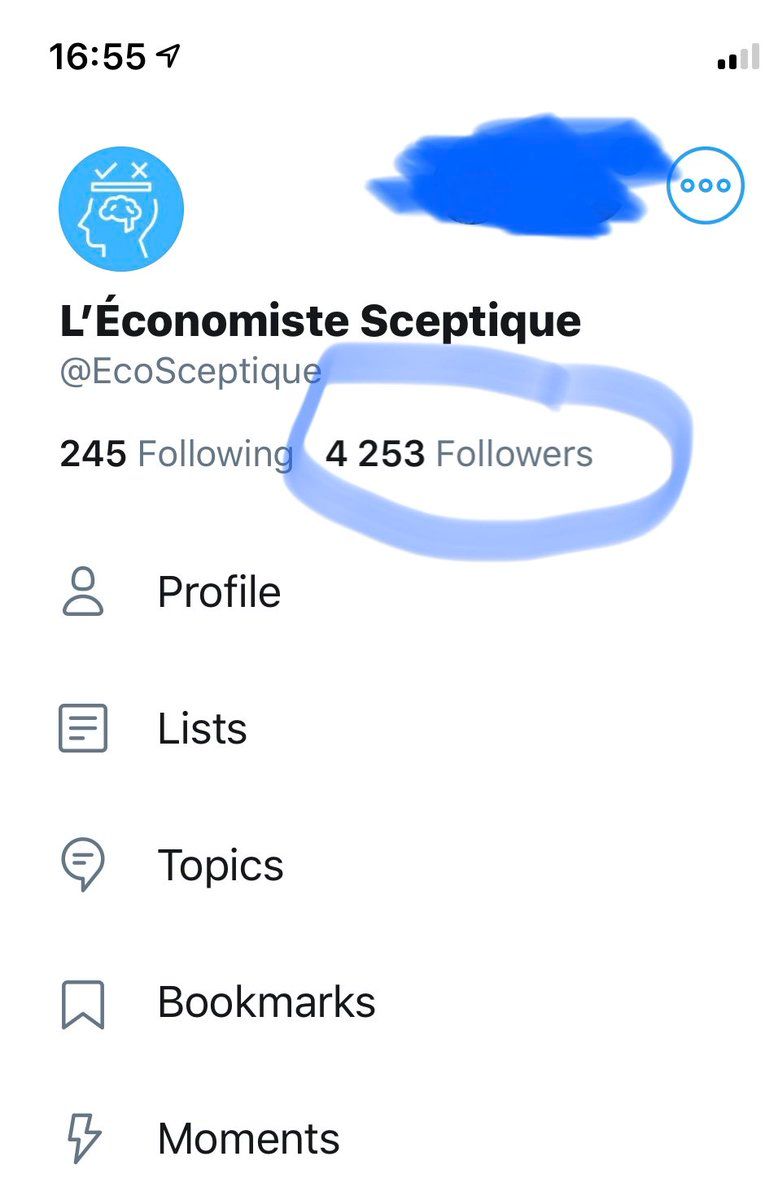 16:55
L’Économiste Sceptique
@EcoSceptique
245 Following 4 253 Followers
Profile
Lists
Topics
Bookmarks
Moments